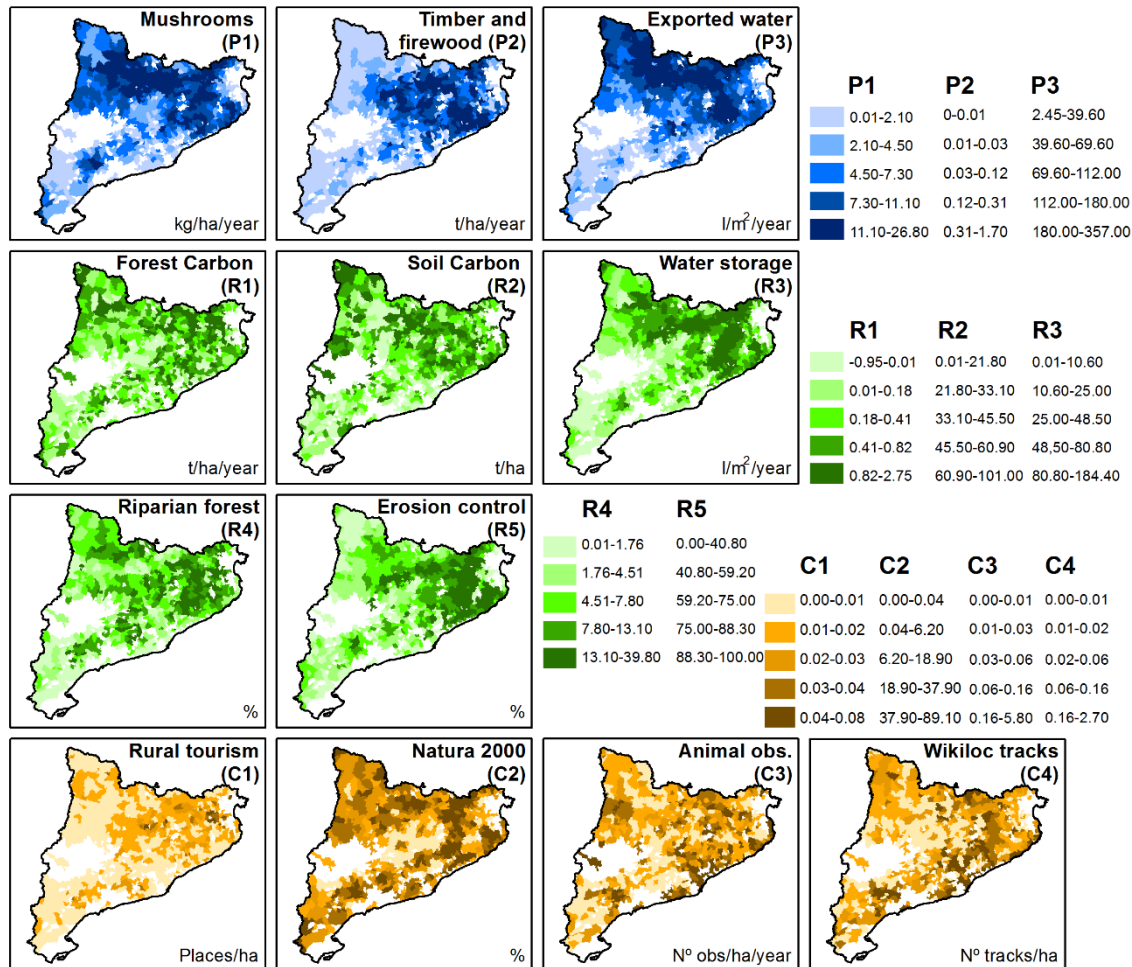 Mushrooms
(P1)
kg/ha/year
Timber and
firewood (P2)
t/ha/year
Exported water
(P3)
l/m²/year
P1 P2 P3
0.01-2.10 0-0.01 2.45-39.60
2.10-4.50 0.01-0.03 39.60-69.60
4.50-7.30 0.03-0.12 69.60-112.00
7.30-11.10 0.12-0.31 112.00-180.00
11.10-26.80 0.31-1.70 180.00-357.00
Forest Carbon
(R1)
t/ha/year
Soil Carbon
(R2)
t/ha
Water storage
(R3)
l/m²/year
R1 R2 R3
-0.95-0.01 0.01-21.80 0.01-10.60
0.01-0.18 21.80-33.10 10.60-25.00
0.18-0.41 33.10-45.50 25.00-48.50
0.41-0.82 45.50-60.90 48,50-80.80
0.82-2.75 60.90-101.00 80.80-184.40
Riparian forest
(R4)
%
Erosion control
(R5)
%
R4 R5
0.01-1.76 0.00-40.80
1.76-4.51 40.80-59.20
4.51-7.80 59.20-75.00
7.80-13.10 75.00-88.30
13.10-39.80 88.30-100.00
C1 C2 C3 C4
0.00-0.01 0.00-0.04 0.00-0.01 0.00-0.01
0.01-0.02 0.04-6.20 0.01-0.03 0.01-0.02
0.02-0.03 6.20-18.90 0.03-0.06 0.02-0.06
0.03-0.04 18.90-37.90 0.06-0.16 0.06-0.16
0.04-0.08 37.90-89.10 0.16-5.80 0.16-2.70
Rural tourism
(C1)
Places/ha
Natura 2000
(C2)
%
Animal obs.
(C3)
Nº obs/ha/year
Wikiloc tracks
(C4)
Nº tracks/ha